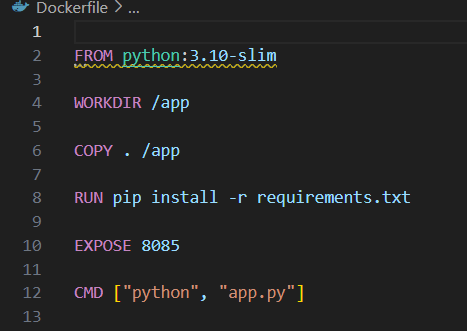 Dockerfile > ...
1
2 FROM python:3.10-slim
3
4 WORKDIR /app
5
6 COPY . /app
7
8 RUN pip install -r requirements.txt
9
10 EXPOSE 8085
11
12 CMD ["python", "app.py"]
13